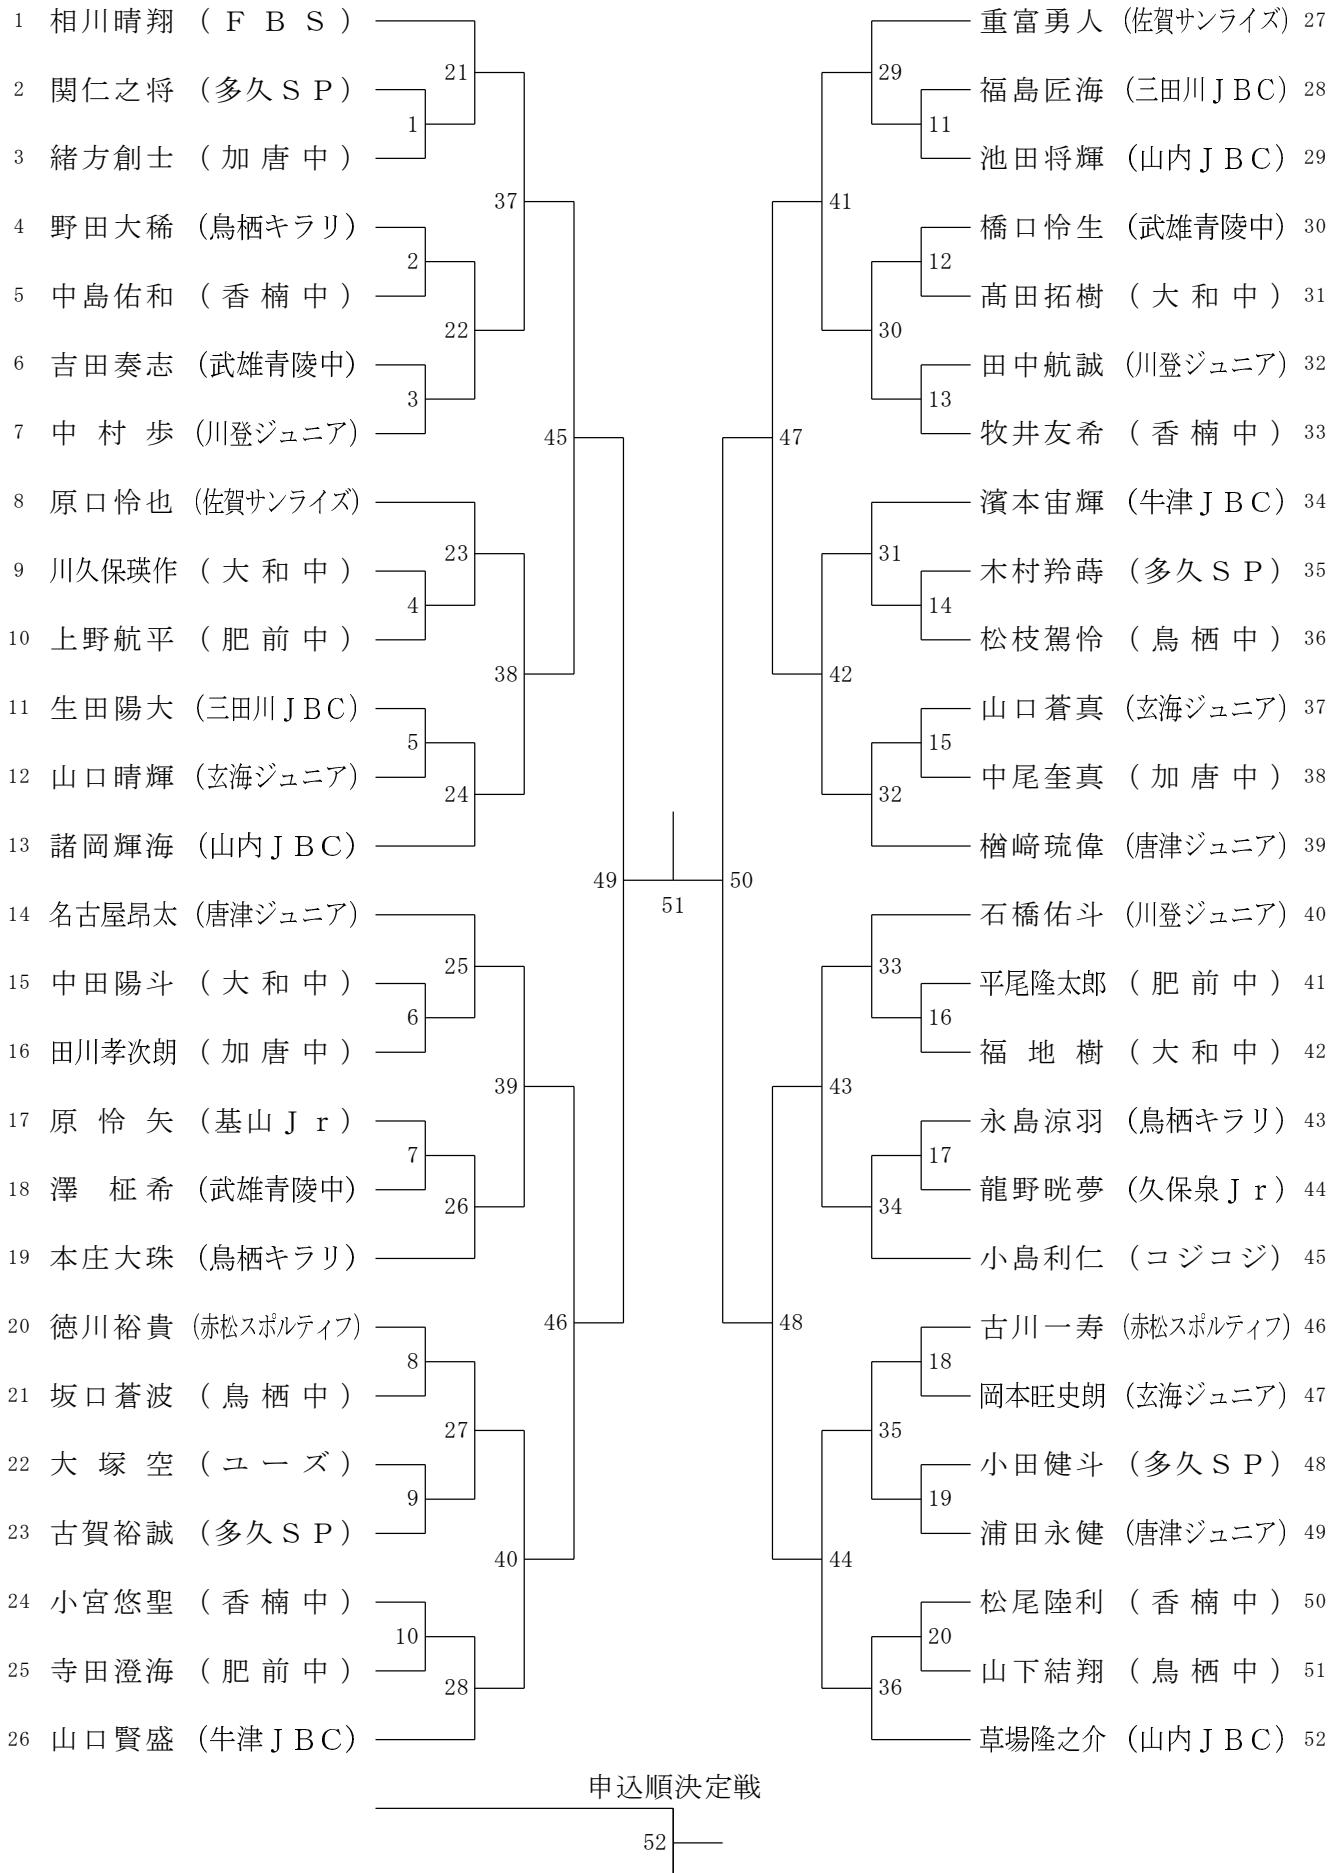 1 相川晴翔 (ＦＢＳ)
2 関仁之将 (多久ＳＰ)
3 緒方創士 (加唐中)
4 野田大稀 (鳥栖キラリ)
5 中島佑和 (香楠中)
6 吉田奏志 (武雄青陵中)
7 中村歩 (川登ジュニア)
8 原口怜也 (佐賀サンライズ)
9 川久保瑛作 (大和中)
10 上野航平 (肥前中)
11 生田陽大 (三田川ＪＢＣ)
12 山口晴輝 (玄海ジュニア)
13 諸岡輝海 (山内ＪＢＣ)
14 名古屋昂太 (唐津ジュニア)
15 中田陽斗 (大和中)
16 田川孝次朗 (加唐中)
17 原怜矢 (基山Ｊｒ)
18 澤柾希 (武雄青陵中)
19 本庄大珠 (鳥栖キラリ)
20 徳川裕貴 (赤松スポルティフ)
21 坂口蒼波 (鳥栖中)
22 大塚空 (ユーズ)
23 古賀裕誠 (多久ＳＰ)
24 小宮悠聖 (香楠中)
25 寺田澄海 (肥前中)
26 山口賢盛 (牛津ＪＢＣ)
21
1
37
2
22
3
45
23
4
38
5
24
49
25
6
39
7
26
46
8
27
9
40
10
28
51
50
29
11
41
12
30
13
47
31
14
42
15
32
33
16
43
17
34
48
18
35
19
44
20
36
重富勇人 (佐賀サンライズ) 27
福島匠海 (三田川ＪＢＣ) 28
池田将輝 (山内ＪＢＣ) 29
橋口怜生 (武雄青陵中) 30
髙田拓樹 (大和中) 31
田中航誠 (川登ジュニア) 32
牧井友希 (香楠中) 33
濱本宙輝 (牛津ＪＢＣ) 34
木村羚蒔 (多久ＳＰ) 35
松枝駕怜 (鳥栖中) 36
山口蒼真 (玄海ジュニア) 37
中尾奎真 (加唐中) 38
楢﨑琉偉 (唐津ジュニア) 39
石橋佑斗 (川登ジュニア) 40
平尾隆太郎 (肥前中) 41
福地樹 (大和中) 42
永島涼羽 (鳥栖キラリ) 43
龍野晄夢 (久保泉Ｊｒ) 44
小島利仁 (コジコジ) 45
古川一寿 (赤松スポルティフ) 46
岡本旺史朗 (玄海ジュニア) 47
小田健斗 (多久ＳＰ) 48
浦田永健 (唐津ジュニア) 49
松尾陸利 (香楠中) 50
山下結翔 (鳥栖中) 51
草場隆之介 (山内ＪＢＣ) 52
申込順決定戦
52